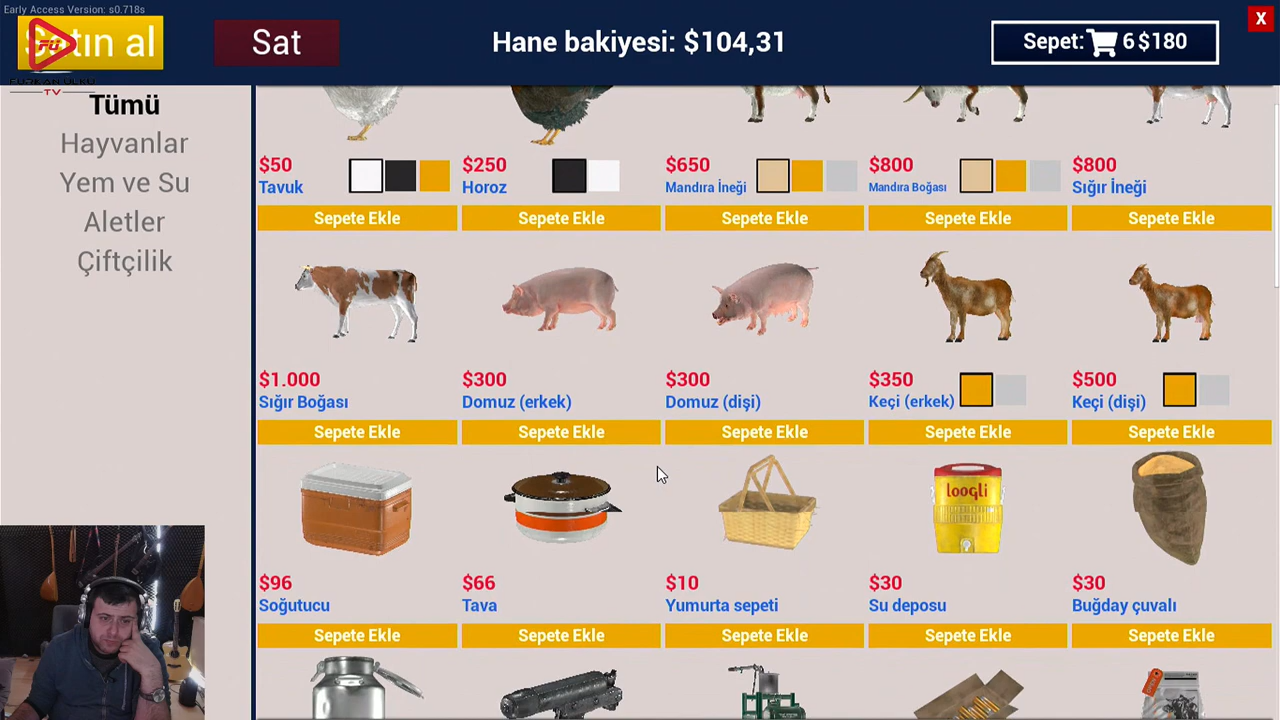 Early Access Version: s0.718s
Satın al
Sat
Hane bakiyesi: $104,31
Sepet: 6 $180
X
FURKAN ÜLKÜ
TV
Tümü
Hayvanlar
Yem ve Su
Aletler
Çiftçilik
$50
Tavuk
$250
Horoz
$650
Mandıra İneği
$800
Mandıra Boğası
$800
Sığır İneği
Sepete Ekle
Sepete Ekle
Sepete Ekle
Sepete Ekle
Sepete Ekle
$1.000
Sığır Boğası
$300
Domuz (erkek)
$300
Domuz (dişi)
$350
Keçi (erkek)
$500
Keçi (dişi)
Sepete Ekle
Sepete Ekle
Sepete Ekle
Sepete Ekle
Sepete Ekle
loogli
$96
Soğutucu
$66
Tava
$10
Yumurta sepeti
$30
Su deposu
$30
Buğday çuvalı
Sepete Ekle
Sepete Ekle
Sepete Ekle
Sepete Ekle
Sepete Ekle